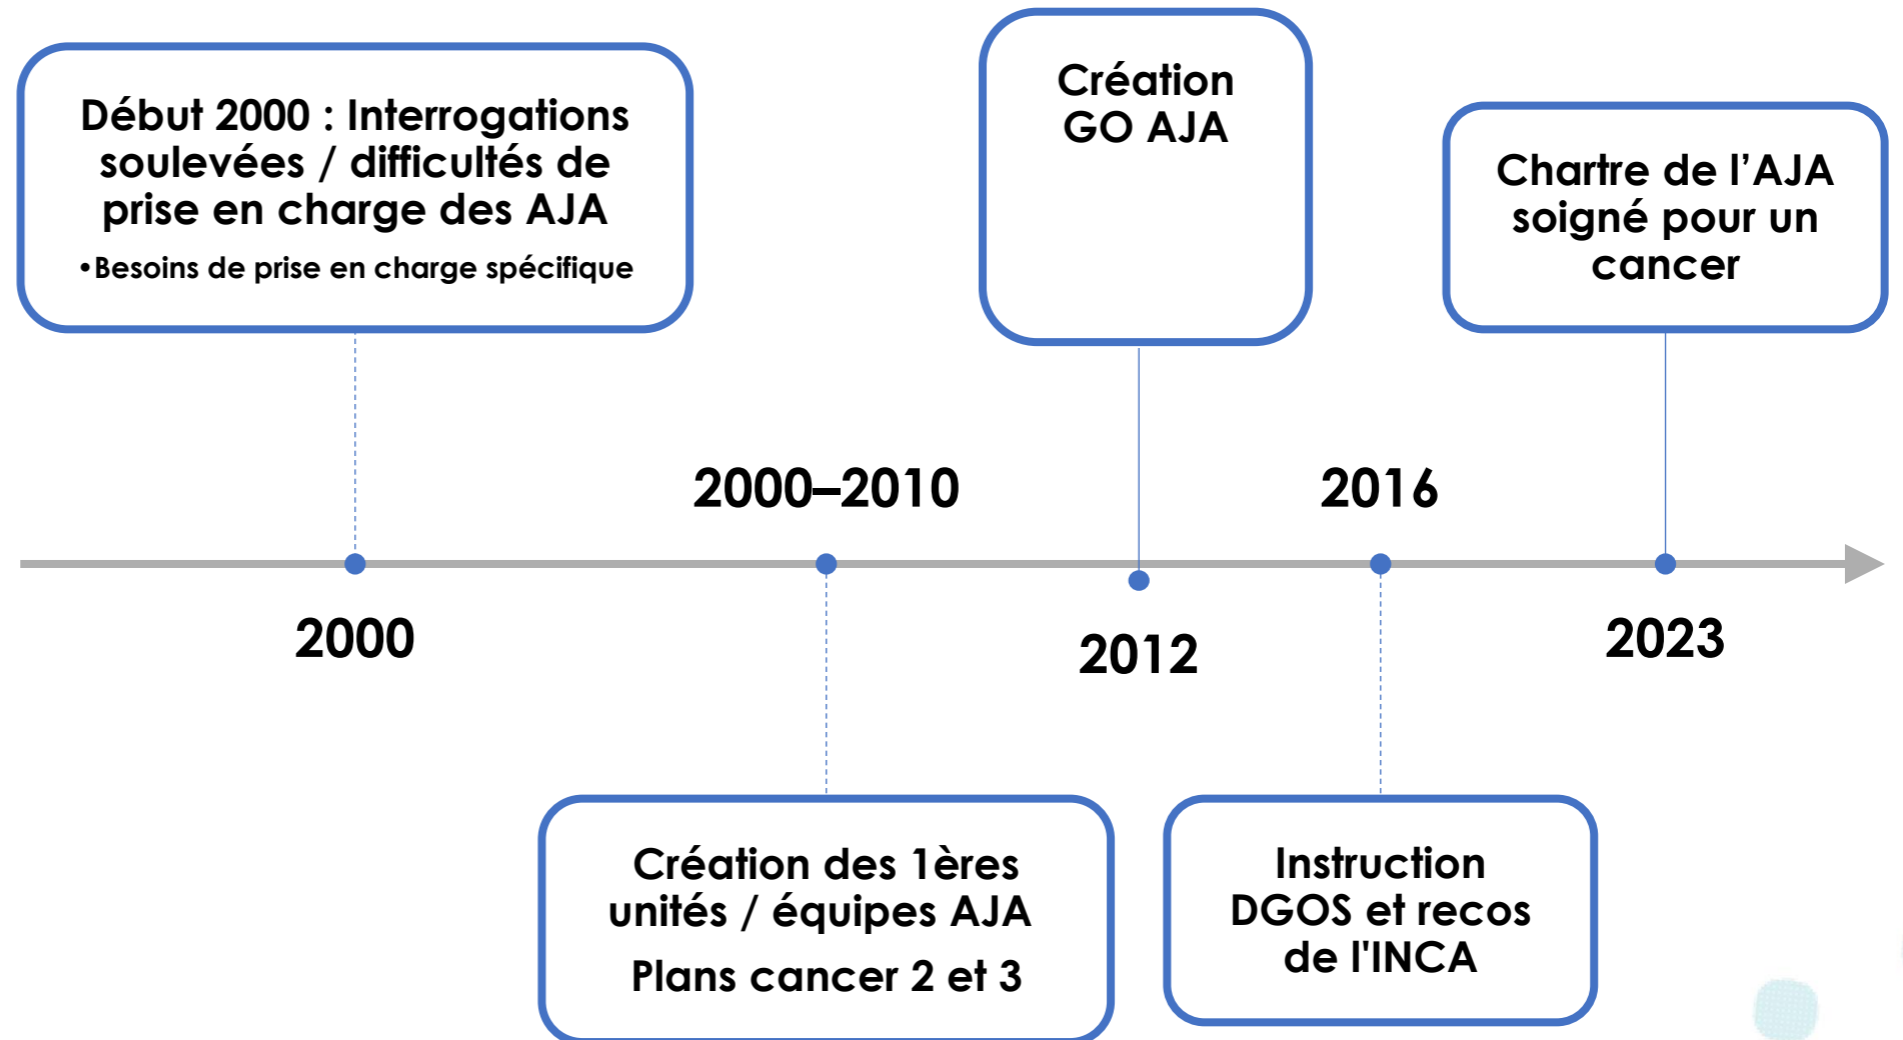 Début 2000 : Interrogations
soulevées / difficultés de
prise en charge des AJA
•Besoins de prise en charge spécifique
Création
GO AJA
Chartre de l’AJA
soigné pour un
cancer
2000–2010
2016
2000
2012
2023
Création des 1ères
unités / équipes AJA
Plans cancer 2 et 3
Instruction
DGOS et recos
de l'INCA